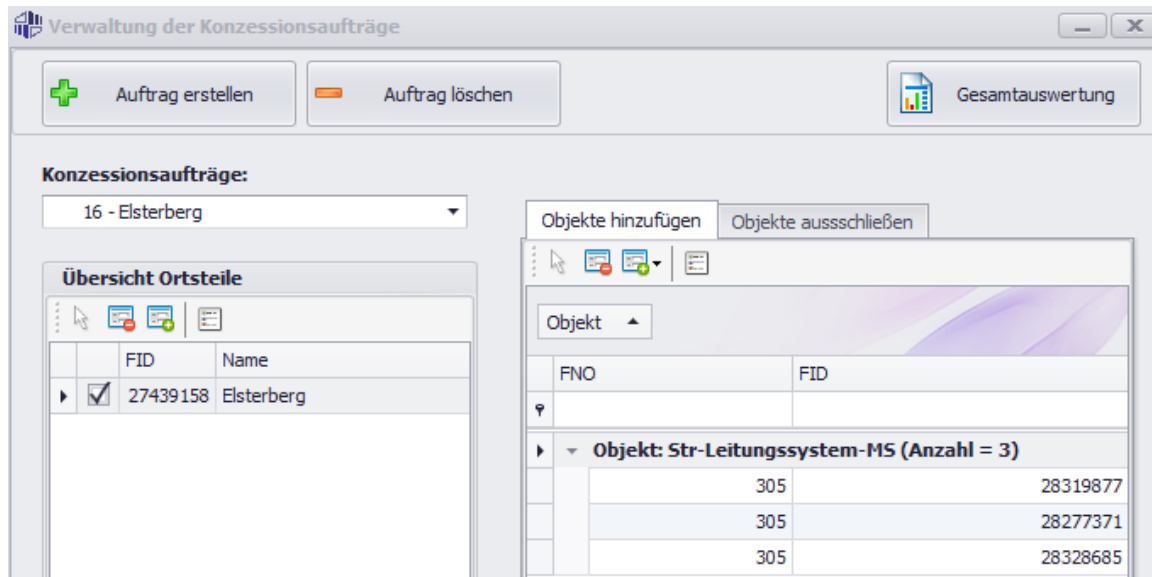 Verwaltung der Konzessionsaufträge
Auftrag erstellen
Auftrag löschen
Gesamtauswertung
Konzessionsaufträge:
16 - Elsterberg
Übersicht Ortsteile
FID Name
27439158 Elsterberg
Objekte hinzufügen
Objekte aussschließen
Objekt
FNO FID
Objekt: Str-Leitungssystem-MS (Anzahl = 3)
305 28319877
305 28277371
305 28328685